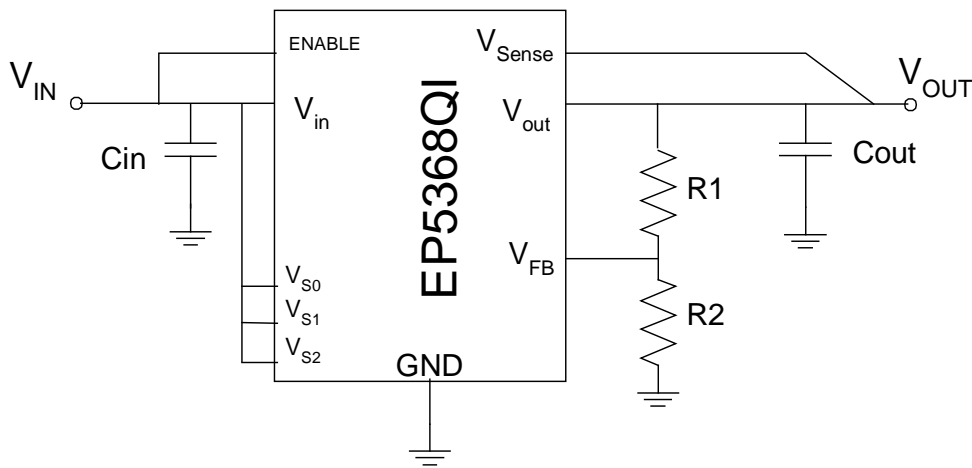 ENABLE
V_Sense
V_IN
V_OUT
V_in
V_out
Cin
Cout
EP5368QI
R1
V_FB
V_S0
V_S1
R2
V_S2
GND